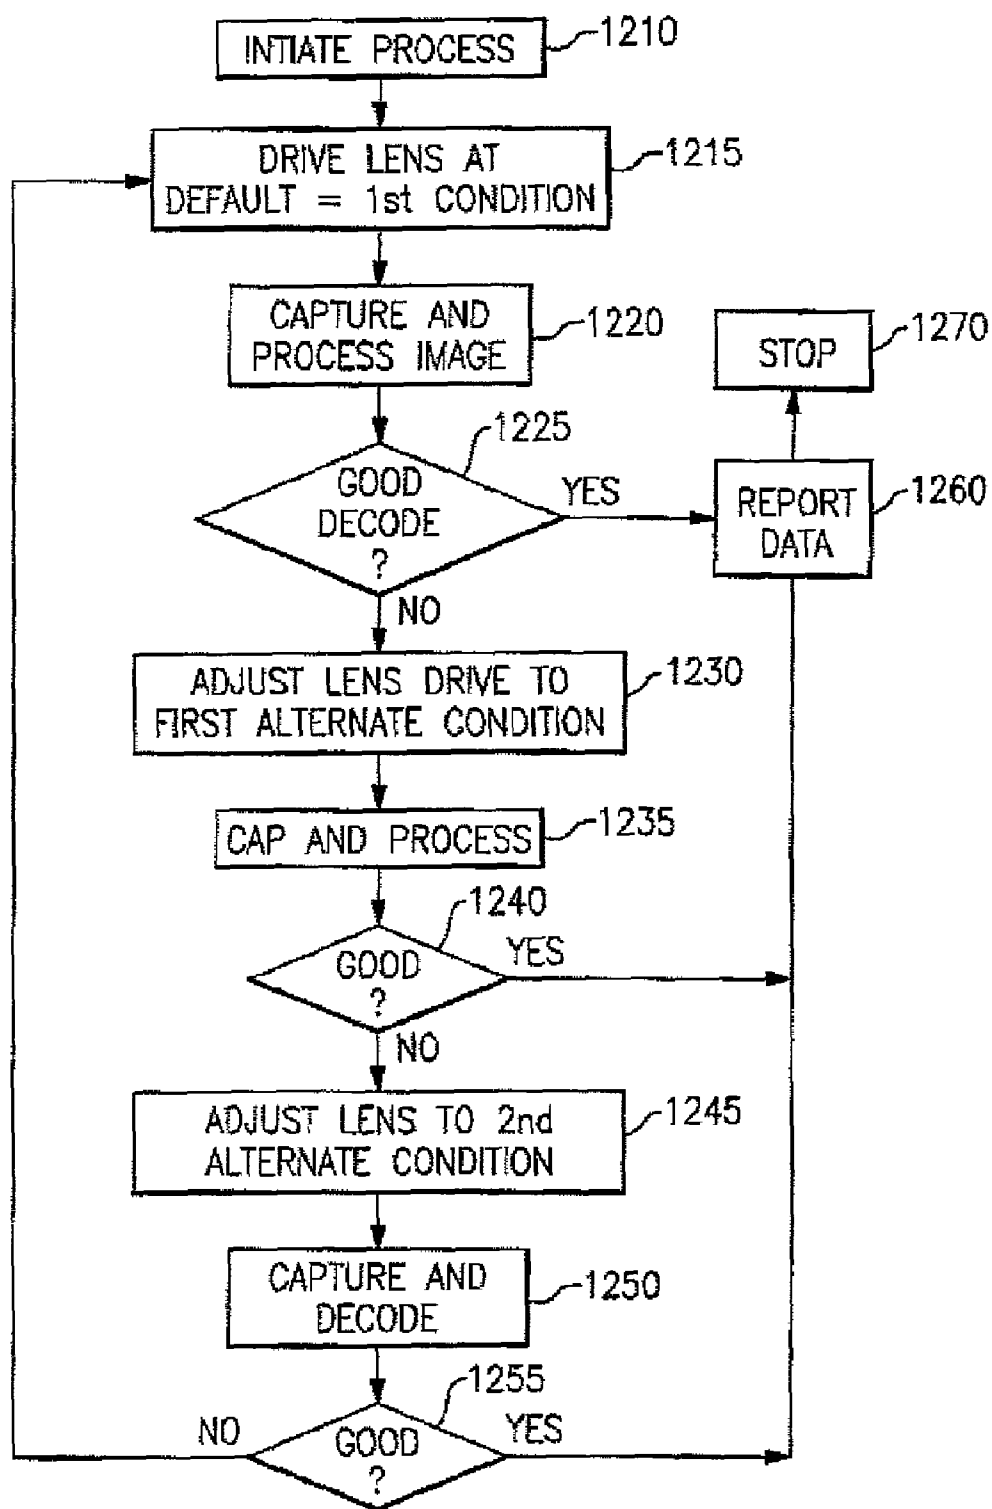 INTIATE PROCESS
1210
DRIVE LENS AT
DEFAULT = 1st CONDITION
1215
CAPTURE AND
PROCESS IMAGE
1220
STOP
1270
1225
GOOD
DECODE
?
YES
REPORT
DATA
1260
NO
ADJUST LENS DRIVE TO
FIRST ALTERNATE CONDITION
1230
CAP AND PROCESS
1235
1240
GOOD
?
YES
NO
ADJUST LENS TO 2nd
ALTERNATE CONDITION
1245
CAPTURE AND
DECODE
1250
1255
NO
GOOD
?
YES